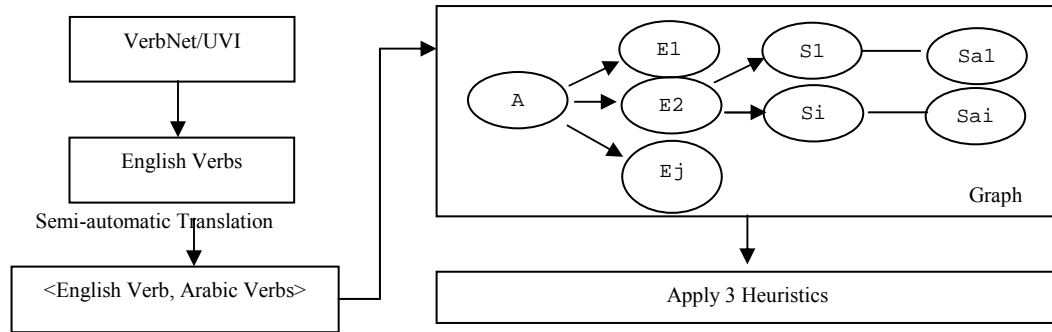 VerbNet/UVI
English Verbs
Semi-automatic Translation
<English Verb, Arabic Verbs>
A
E1
E2
Ej
S1
Si
Sa1
Sai
Graph
Apply 3 Heuristics